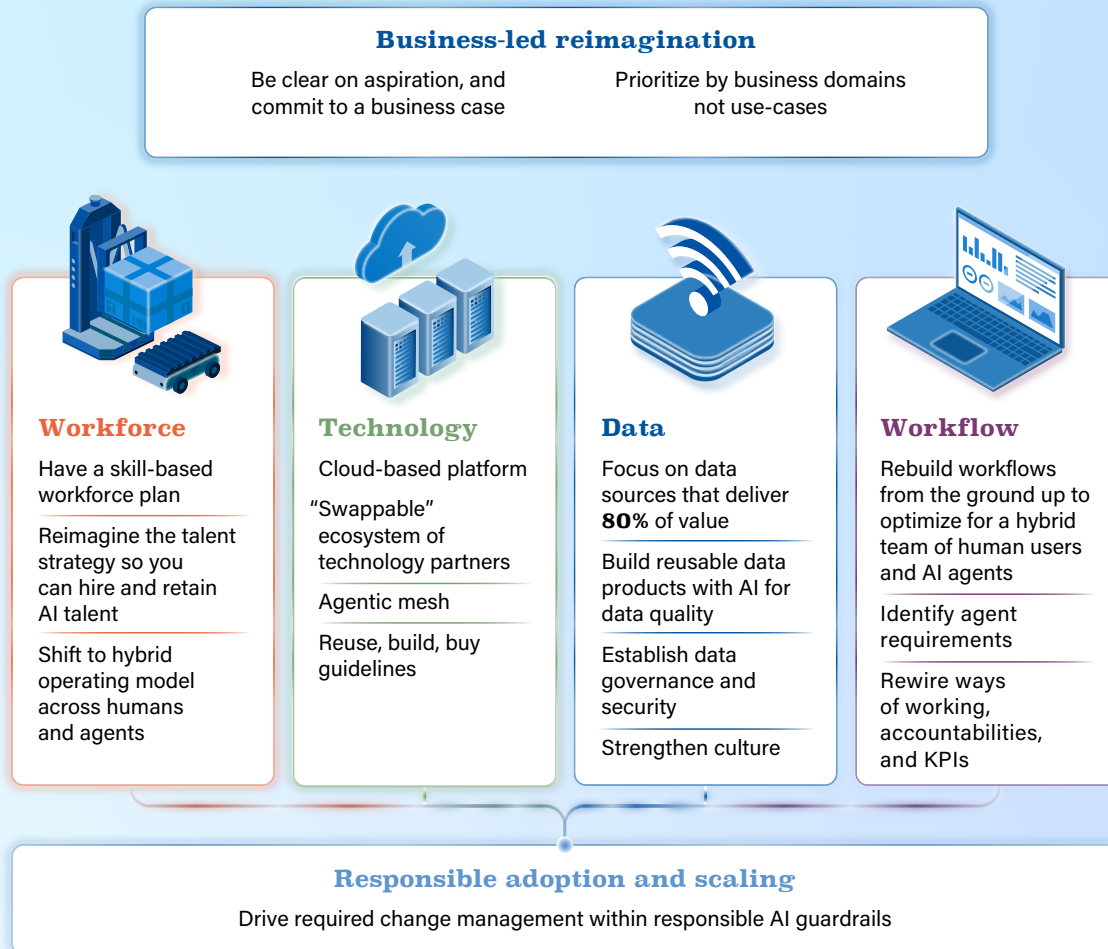 Business-led reimagination
Be clear on aspiration, and
commit to a business case
Prioritize by business domains
not use-cases
Workforce
Have a skill-based
workforce plan
Reimagine the talent
strategy so you
can hire and retain
AI talent
Shift to hybrid
operating model
across humans
and agents
Technology
Cloud-based platform
“Swappable”
ecosystem of
technology partners
Agentic mesh
Reuse, build, buy
guidelines
Data
Focus on data
sources that deliver
80% of value
Build reusable data
products with AI for
data quality
Establish data
governance and
security
Strengthen culture
Workflow
Rebuild workflows
from the ground up to
optimize for a hybrid
team of human users
and AI agents
Identify agent
requirements
Rewire ways
of working,
accountabilities,
and KPIs
Responsible adoption and scaling
Drive required change management within responsible AI guardrails